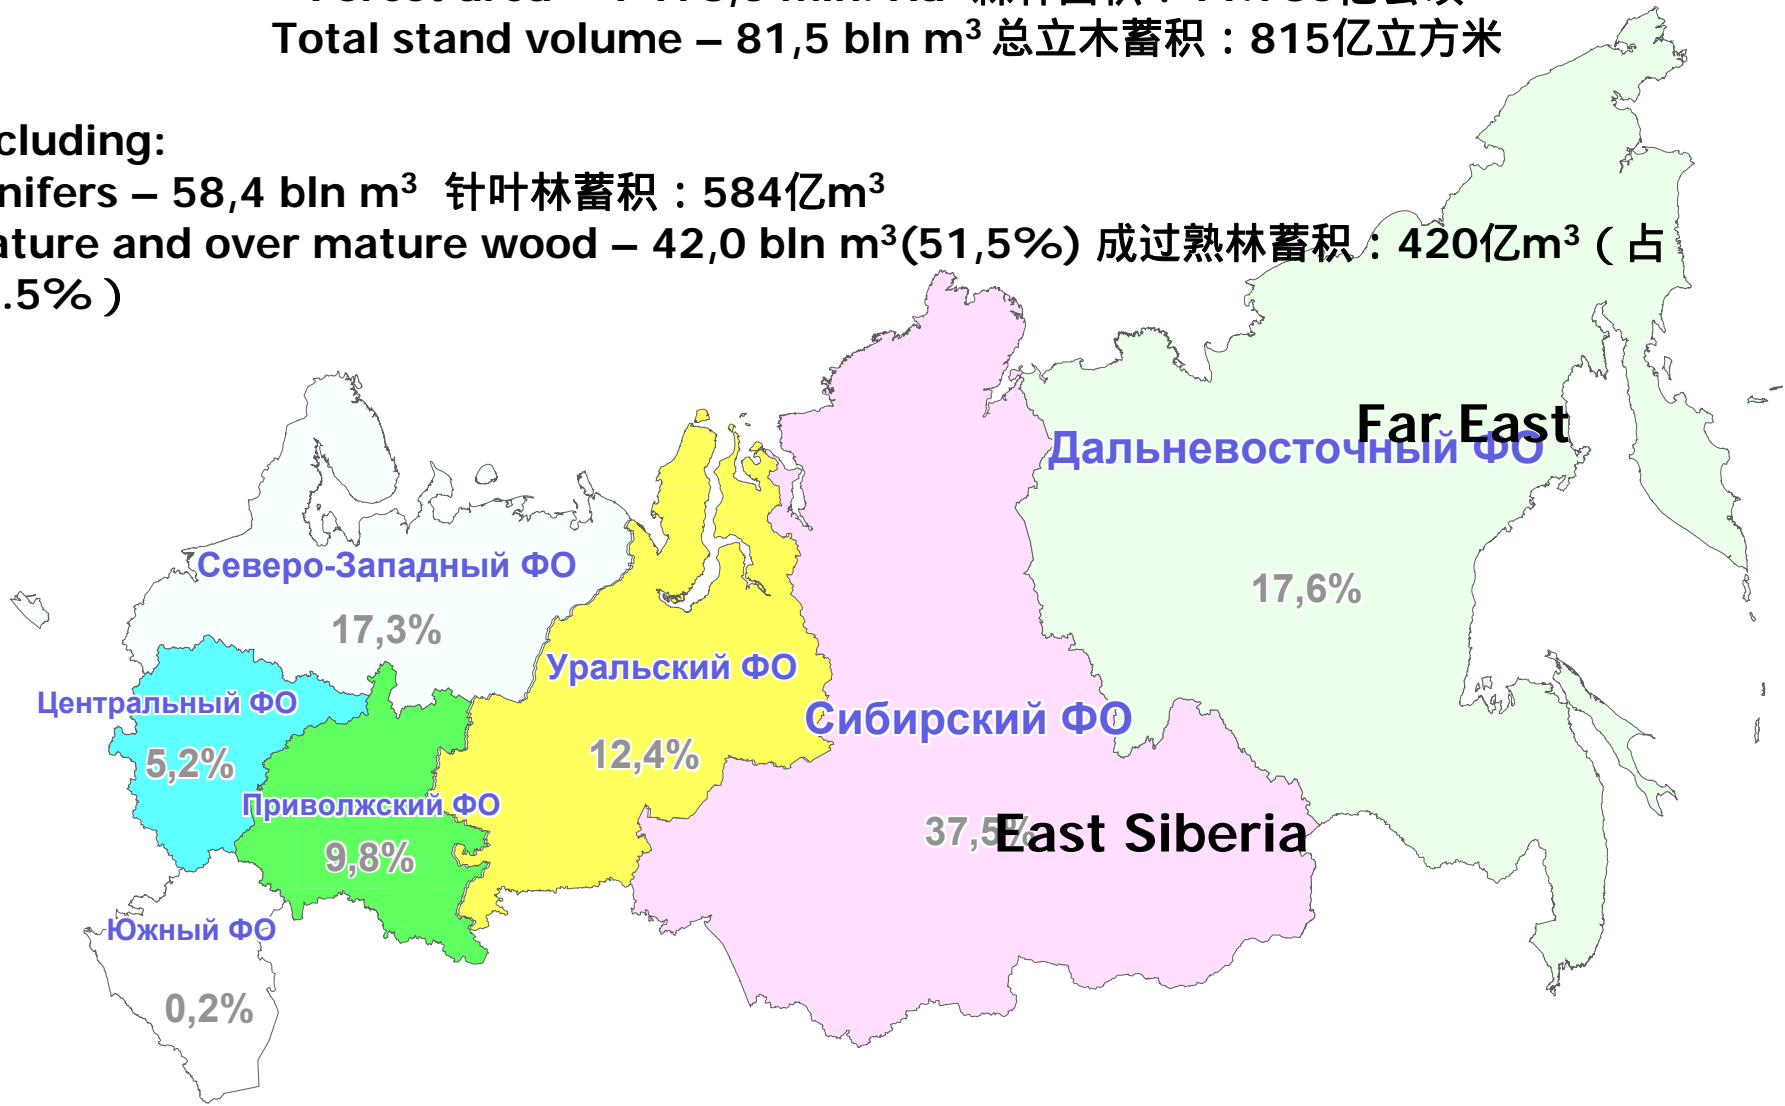 Total stand volume – 81,5 bln m³ 总立木蓄积：815亿立方米
cluding:
nifers – 58,4 bln m³ 针叶林蓄积：584亿m³
ature and over mature wood – 42,0 bln m³(51,5%) 成过熟林蓄积：420亿m³（占
.5%）
Far East
Дальневосточный ФО
17,6%
Северо-Западный ФО
17,3%
Уральский ФО
12,4%
Центральный ФО
5,2%
Сибирский ФО
37,5%
East Siberia
Приволжский ФО
9,8%
Южный ФО
0,2%